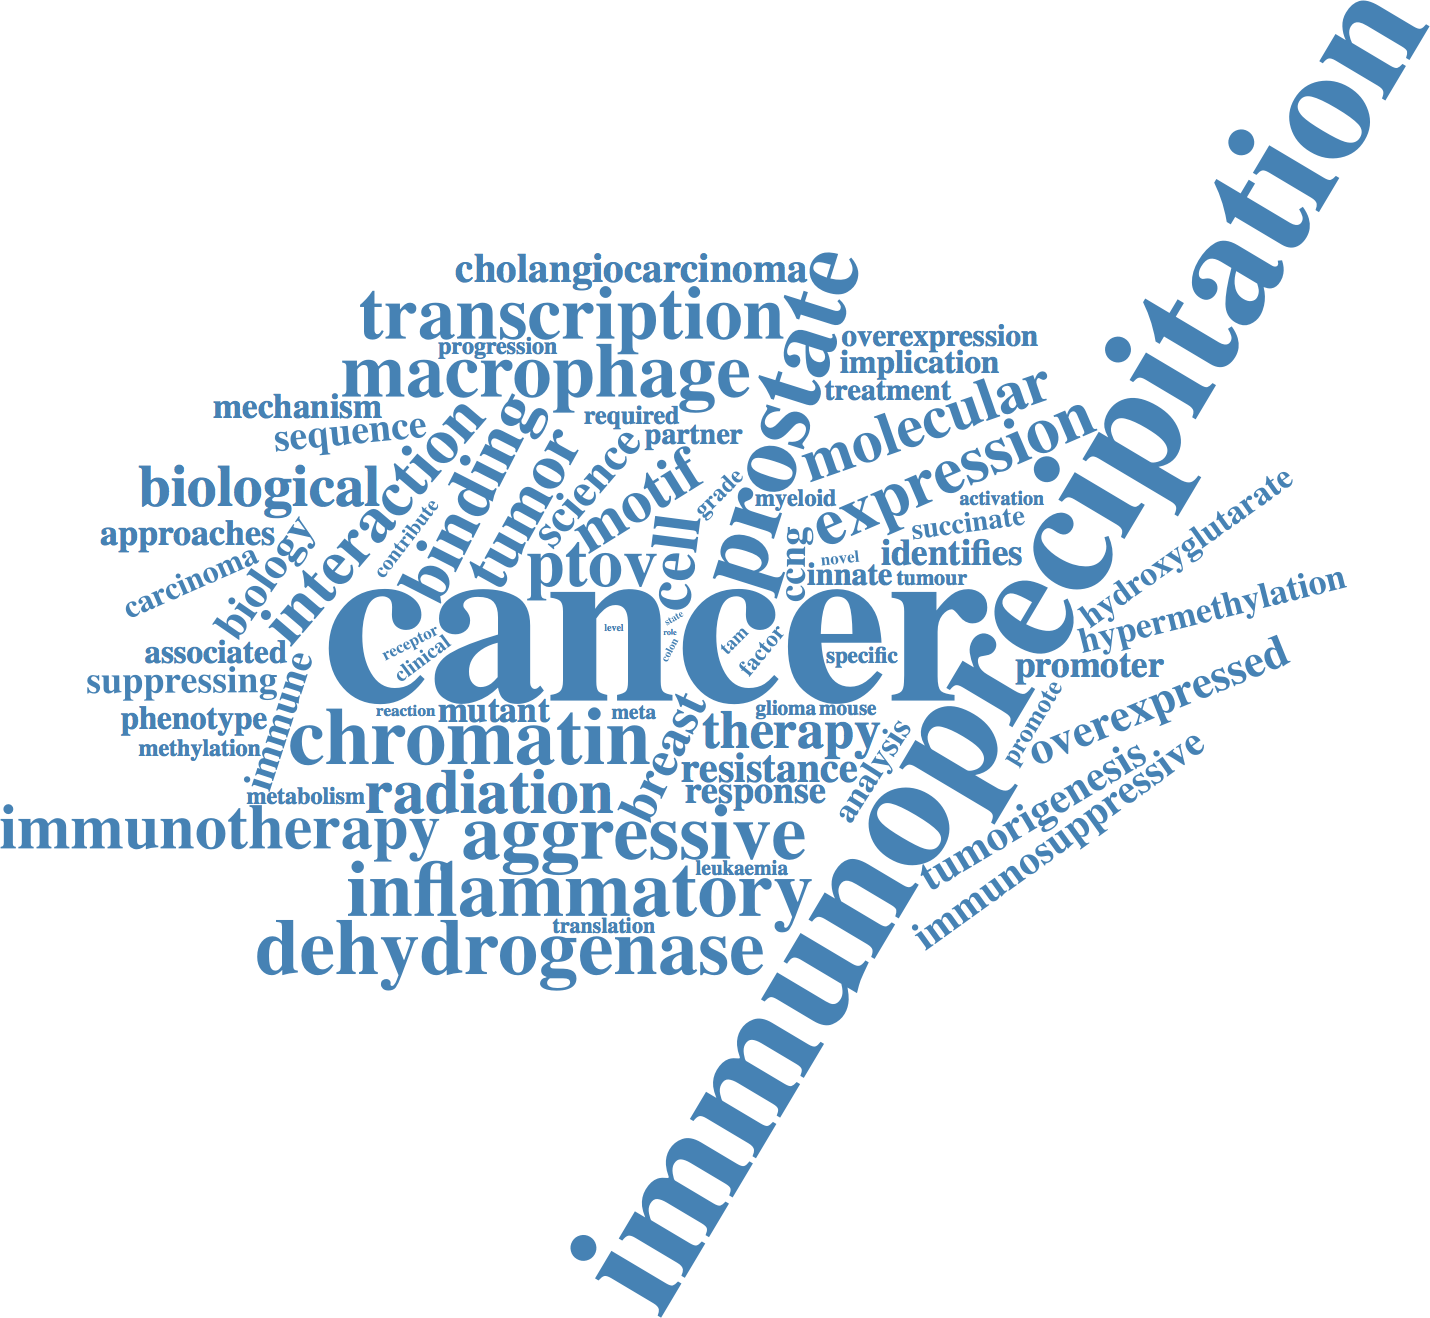 immunoprecipitation
cholangiocarcinoma
prostate
transcription
overexpression
progression
implication
macrophage
treatment
molecular
mechanism
required
expression
sequence
partner
interaction
binding
tumor
science
motif
grade
myeloid
activation
biological
succinate
hydroxyglutarate
approaches
contribute
cell
ccng
novel
identifies
biology
ptov
innate
tumour
carcinoma
hypermethylation
cancer
state
level
role
receptor
tam
colon
clinical
factor
specific
associated
promoter
suppressing
immune
overexpressed
promote
reaction
mutant
meta
glioma
mouse
phenotype
chromatin
breast
therapy
methylation
analysis
resistance
tumorigenesis
immunosuppressive
metabolism
radiation
response
immunotherapy
aggressive
leukaemia
inflammatory
translation
dehydrogenase